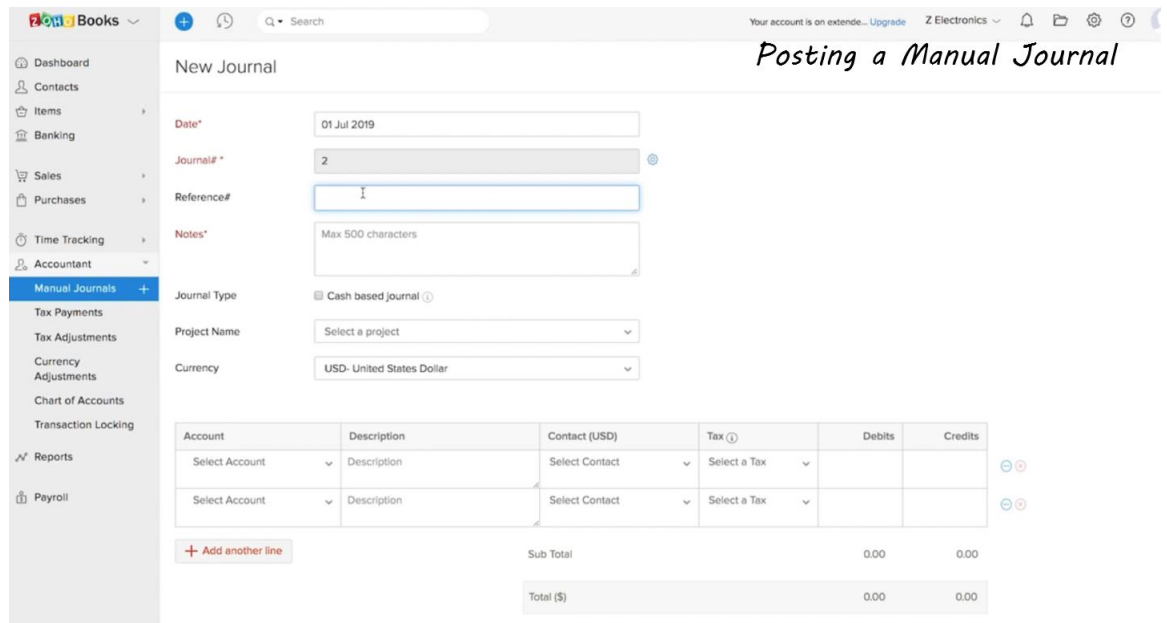 ZOHO Books
Search
Your account is on extende... Upgrade
Z Electronics
Posting a Manual Journal
Dashboard
Contacts
Items
Banking
Sales
Purchases
Time Tracking
Accountant
Manual Journals
Tax Payments
Tax Adjustments
Currency
Adjustments
Chart of Accounts
Transaction Locking
Reports
Payroll
New Journal
Date* 01 Jul 2019
Journal# * 2
Reference#
Notes* Max 500 characters
Journal Type Cash based journal
Project Name Select a project
Currency USD- United States Dollar
Account Description Contact (USD) Tax Debits Credits
Select Account Description Select Contact Select a Tax
Select Account Description Select Contact Select a Tax
+ Add another line
Sub Total 0.00 0.00
Total ($) 0.00 0.00